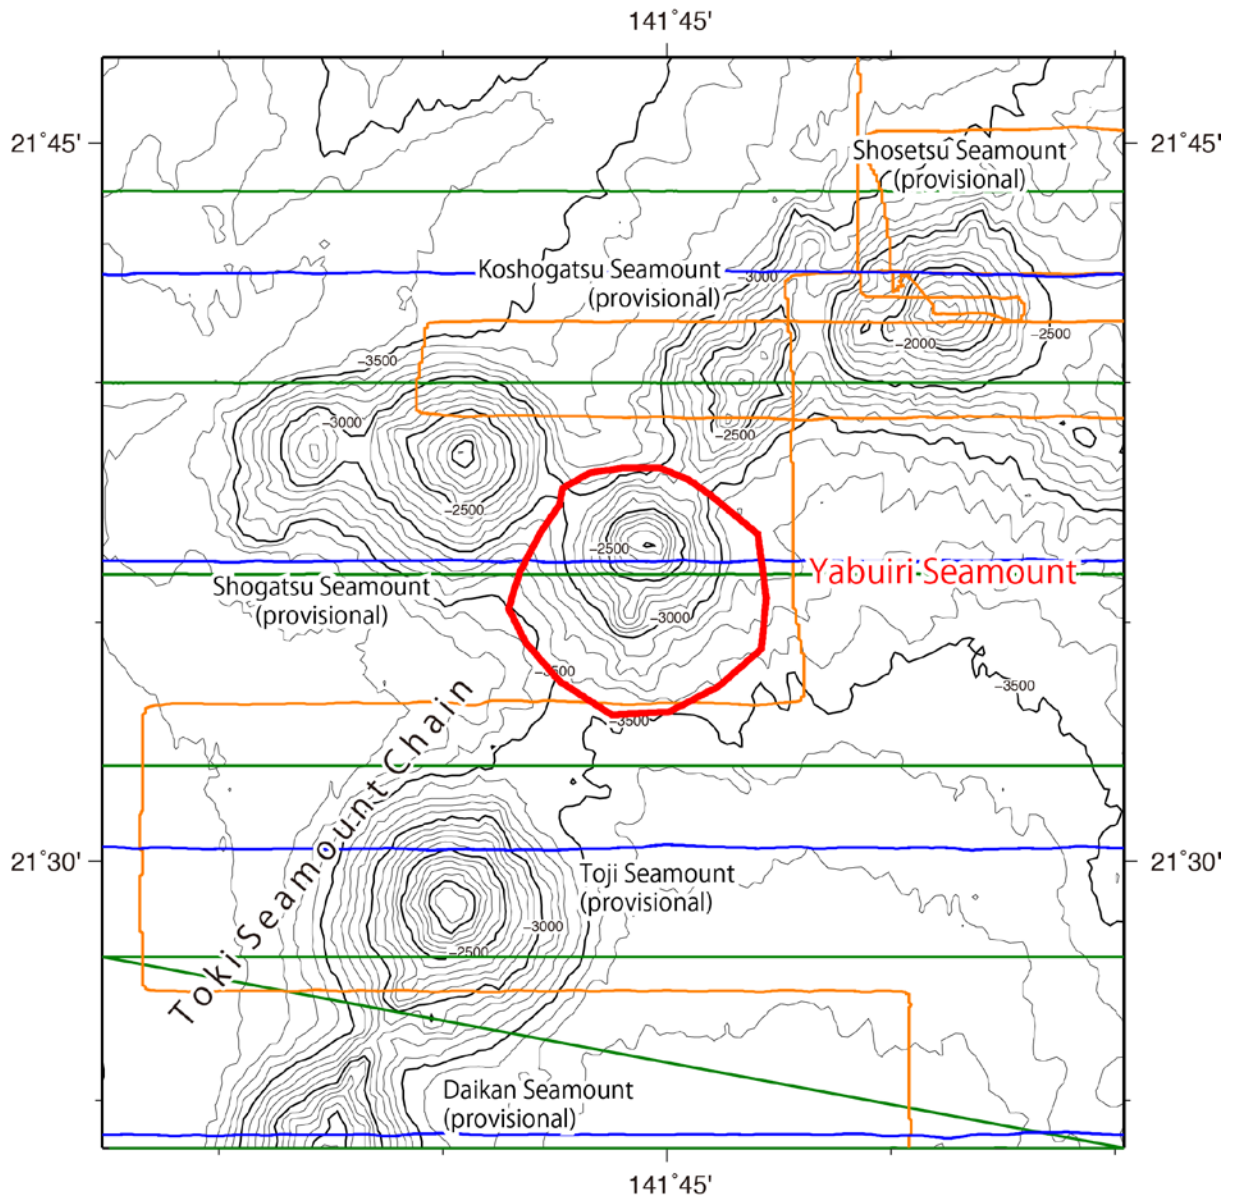 141˚45'
21˚45'
21˚45'
Shosetsu Seamount
(provisional)
Koshogatsu Seamount
(provisional)
−3000
−2000
−2500
−3500
−3000
−2500
−2500
−2500
Yabuiri Seamount
Shogatsu Seamount
(provisional)
−3000
−3500
−3500
−3500
Toki Seamount Chain
21˚30'
21˚30'
Toji Seamount
(provisional)
−3000
−2500
Daikan Seamount
(provisional)
141˚45'